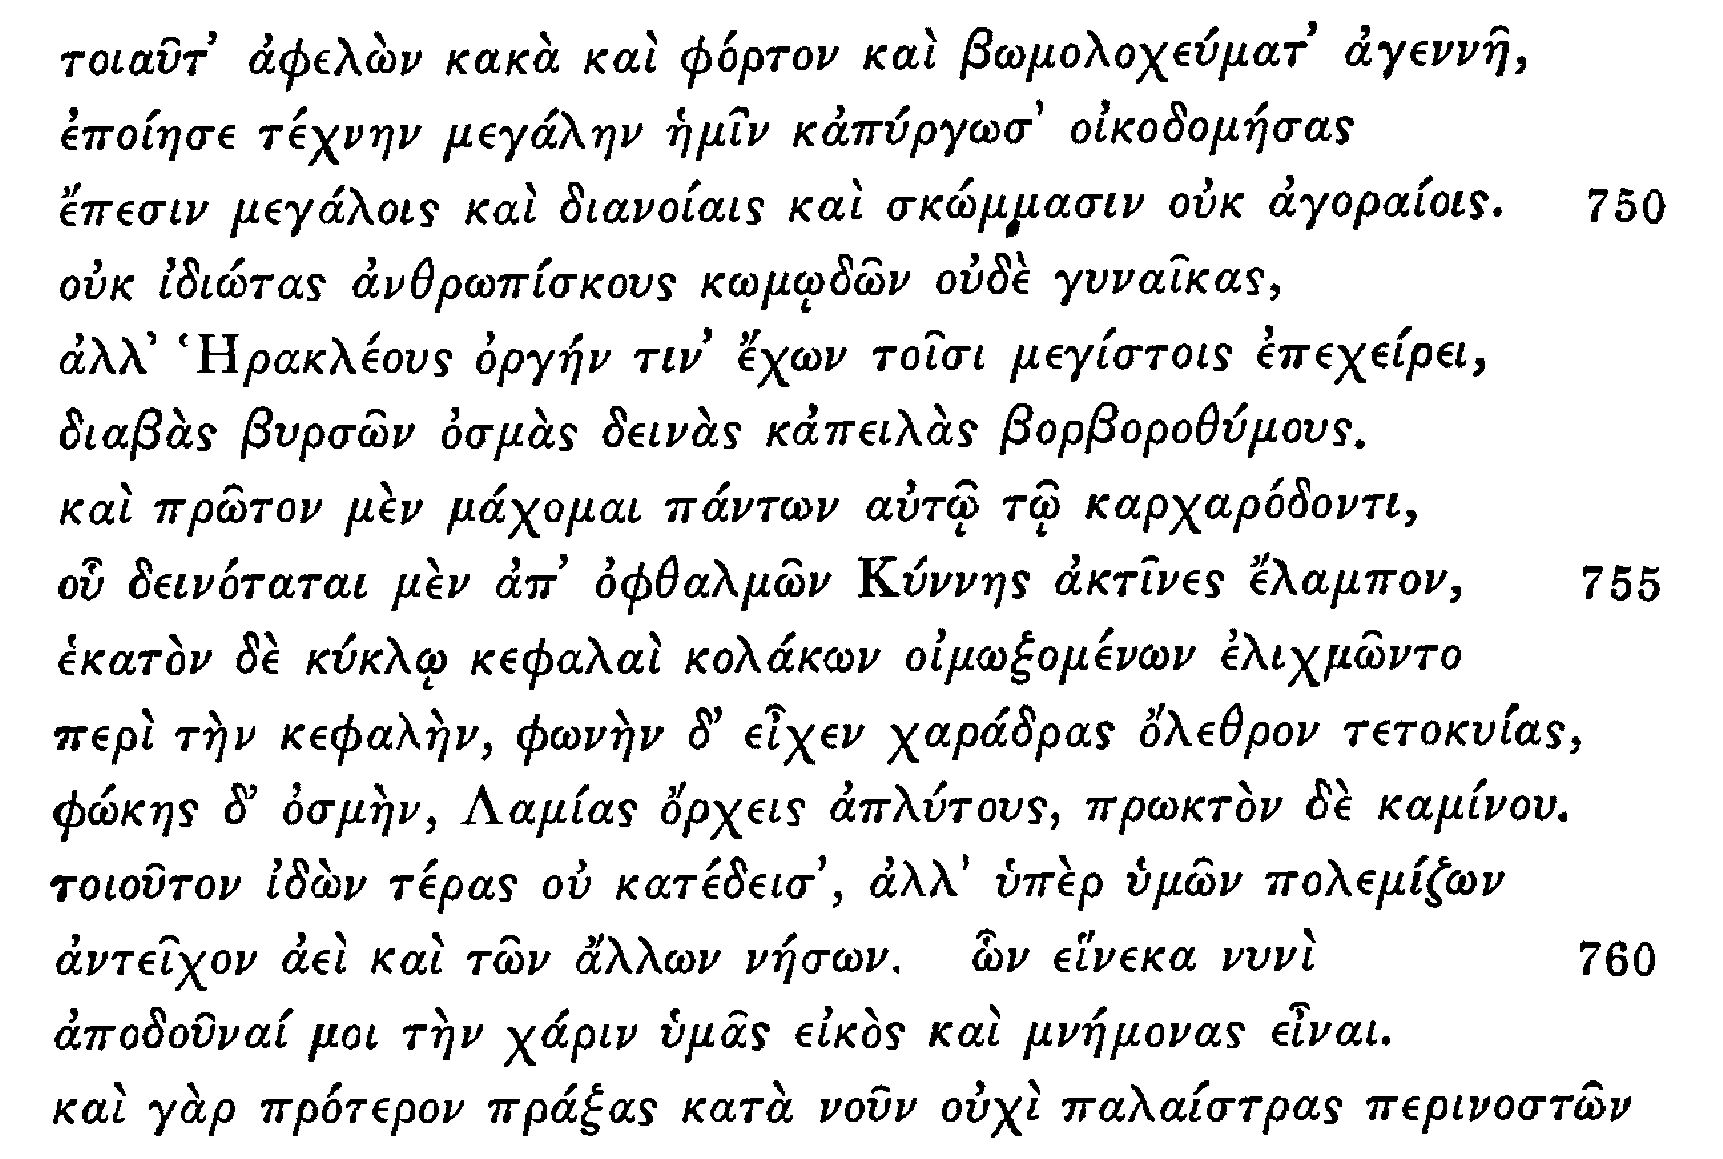 τοιαῦτ’ ἀφελὼν κακὰ καὶ φόρτον καὶ βωμολοχεύματ’ ἀγεννῆ,
ἐποίησε τέχνην μεγάλην ἡμῖν κἀπύργωσ’ οἰκοδομήσας
ἔπεσιν μεγάλοις καὶ διανοίαις καὶ σκώμμασιν οὐκ ἀγοραίοις. 750
οὐκ ἰδιώτας ἀνθρωπίσκους κωμῳδῶν οὐδὲ γυναῖκας,
ἀλλ’ Ἡρακλέους ὀργήν τιν’ ἔχων τοῖσι μεγίστοις ἐπεχείρει,
διαβὰς βυρσῶν ὀσμὰς δεινὰς κἀπειλὰς βορβοροθύμους.
καὶ πρῶτον μὲν μάχομαι πάντων αὐτῷ τῷ καρχαρόδοντι,
οὗ δεινόταται μὲν ἀπ’ ὀφθαλμῶν Κύννης ἀκτῖνες ἔλαμπον, 755
ἑκατὸν δὲ κύκλῳ κεφαλαὶ κολάκων οἰμωξομένων ἐλιχμῶντο
περὶ τὴν κεφαλὴν, φωνὴν δ’ εἶχεν χαράδρας ὄλεθρον τετοκυίας,
φώκης δ’ ὀσμὴν, Λαμίας ὄρχεις ἀπλύτους, πρωκτὸν δὲ καμίνου.
τοιοῦτον ἰδὼν τέρας οὐ κατέδεισ’, ἀλλ’ ὑπὲρ ὑμῶν πολεμίζων
ἀντεῖχον ἀεὶ καὶ τῶν ἄλλων νήσων. ὧν εἵνεκα νυνὶ 760
ἀποδοῦναί μοι τὴν χάριν ὑμᾶς εἰκὸς καὶ μνήμονας εἶναι.
καὶ γὰρ πρότερον πράξας κατὰ νοῦν οὐχὶ παλαίστρας περινοστῶν